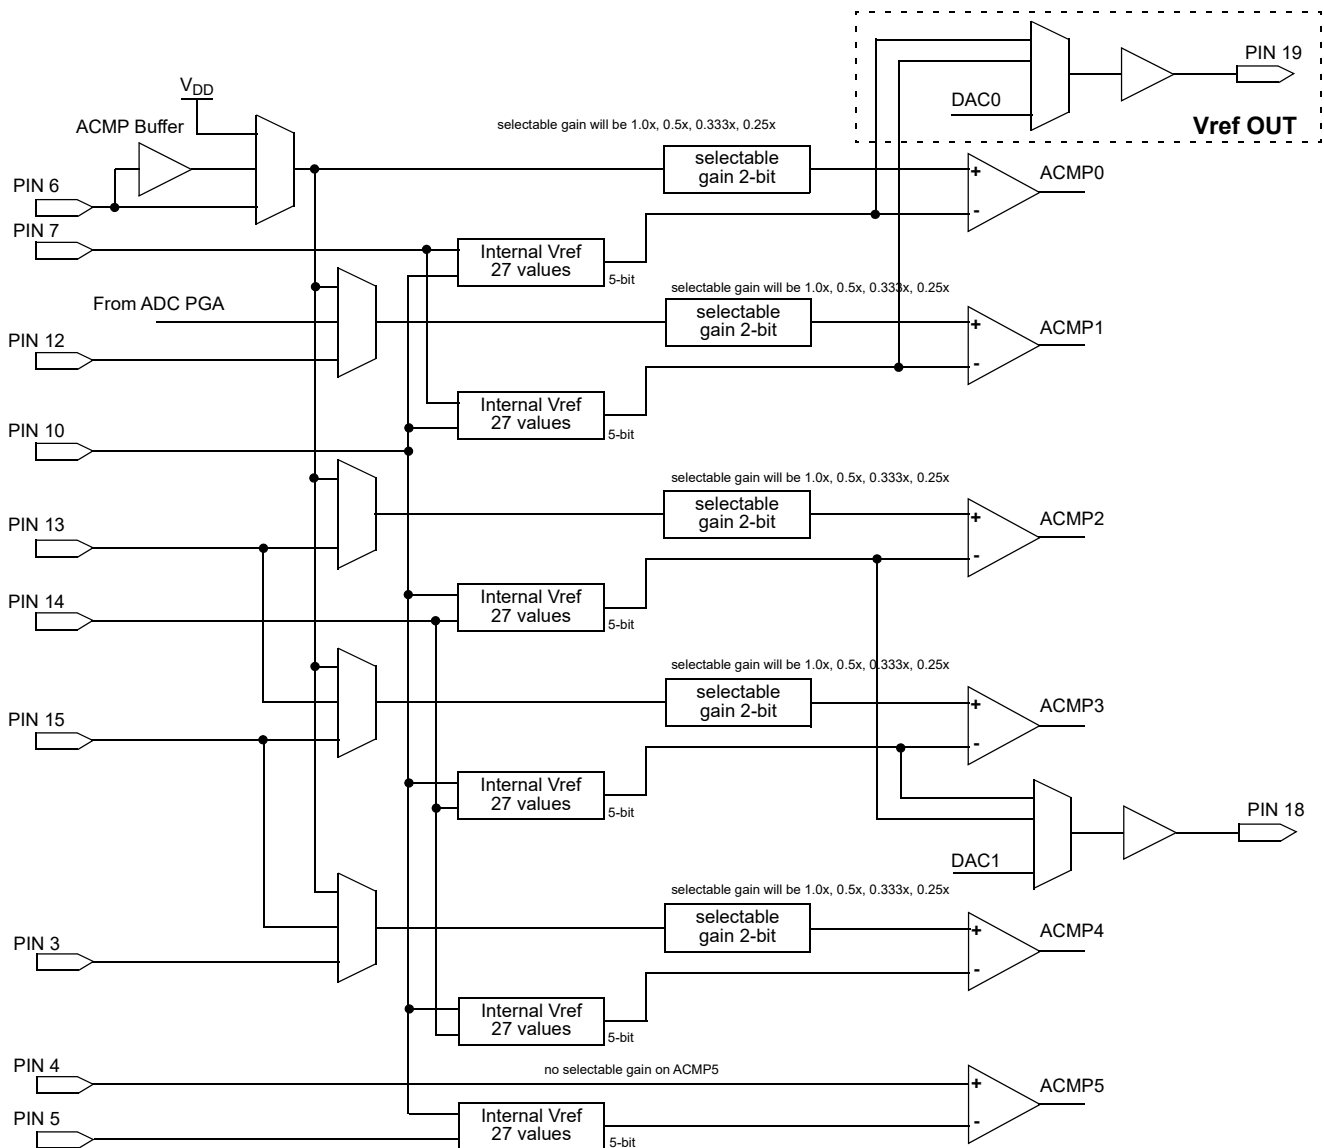 PIN 19
V_DD
DAC0
Vref OUT
ACMP Buffer
selectable gain will be 1.0x, 0.5x, 0.333x, 0.25x
selectable
gain 2-bit
+
-
ACMP0
PIN 6
PIN 7
Internal Vref
27 values
5-bit
selectable gain will be 1.0x, 0.5x, 0.333x, 0.25x
From ADC PGA
selectable
gain 2-bit
+
-
ACMP1
PIN 12
Internal Vref
27 values
5-bit
PIN 10
selectable gain will be 1.0x, 0.5x, 0.333x, 0.25x
selectable
gain 2-bit
+
-
ACMP2
PIN 13
Internal Vref
27 values
5-bit
PIN 14
selectable gain will be 1.0x, 0.5x, 0.333x, 0.25x
selectable
gain 2-bit
+
-
ACMP3
PIN 15
Internal Vref
27 values
5-bit
PIN 18
DAC1
selectable gain will be 1.0x, 0.5x, 0.333x, 0.25x
selectable
gain 2-bit
+
-
ACMP4
PIN 3
Internal Vref
27 values
5-bit
PIN 4
no selectable gain on ACMP5
+
-
ACMP5
PIN 5
Internal Vref
27 values
5-bit